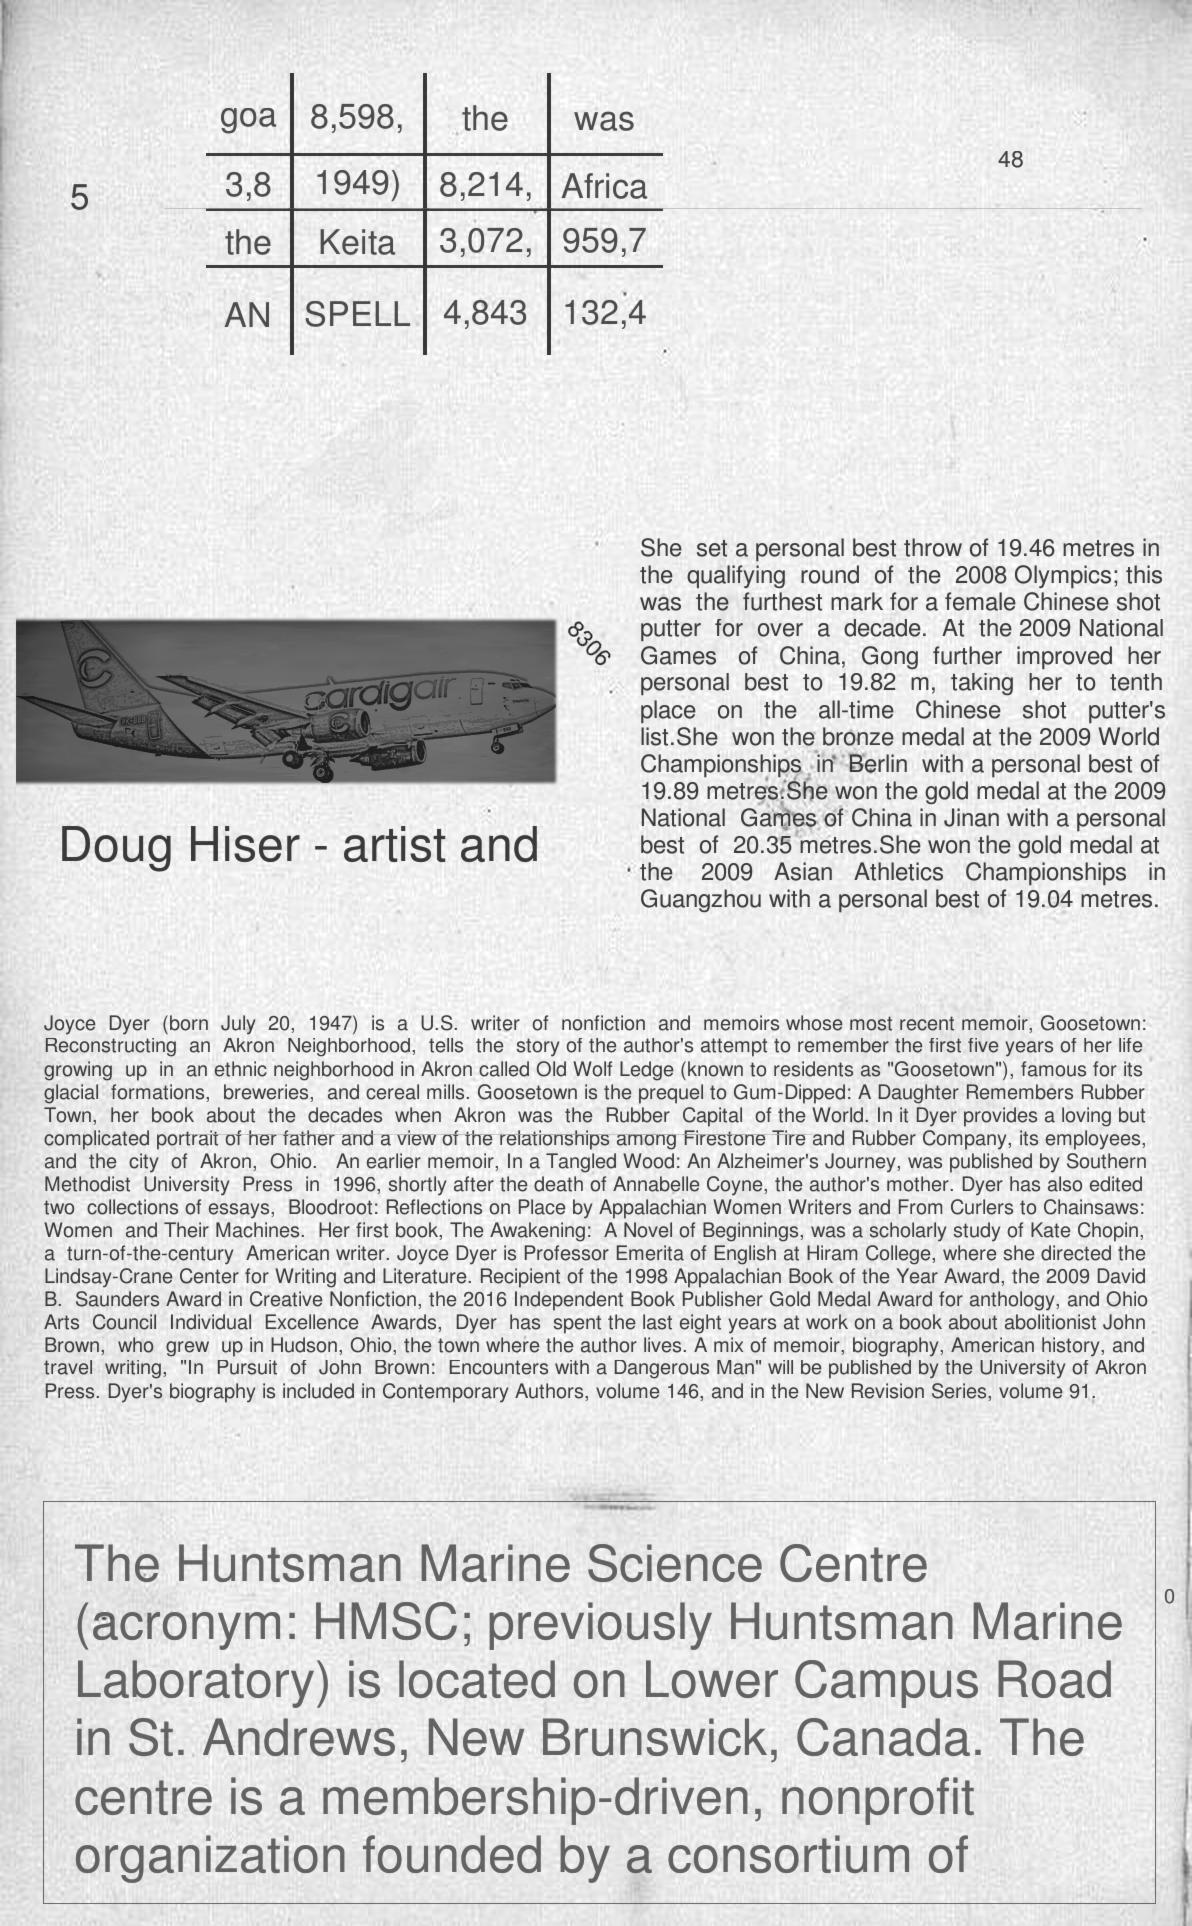 goa 8,598, the was
48
3,8 1949) 8,214, Africa
5
the Keita 3,072, 959,7
AN SPELL 4,843 132,4
She set a personal best throw of 19.46 metres in
the qualifying round of the 2008 Olympics; this
was the furthest mark for a female Chinese shot
putter for over a decade. At the 2009 National
Games of China, Gong further improved her
personal best to 19.82 m, taking her to tenth
place on the all-time Chinese shot putter's
list.She won the bronze medal at the 2009 World
Championships in Berlin with a personal best of
19.89 metres.She won the gold medal at the 2009
National Games of China in Jinan with a personal
best of 20.35 metres.She won the gold medal at
the 2009 Asian Athletics Championships in
Guangzhou with a personal best of 19.04 metres.
8306
cardigair
Doug Hiser - artist and
Joyce Dyer (born July 20, 1947) is a U.S. writer of nonfiction and memoirs whose most recent memoir, Goosetown:
Reconstructing an Akron Neighborhood, tells the story of the author's attempt to remember the first five years of her life
growing up in an ethnic neighborhood in Akron called Old Wolf Ledge (known to residents as "Goosetown"), famous for its
glacial formations, breweries, and cereal mills. Goosetown is the prequel to Gum-Dipped: A Daughter Remembers Rubber
Town, her book about the decades when Akron was the Rubber Capital of the World. In it Dyer provides a loving but
complicated portrait of her father and a view of the relationships among Firestone Tire and Rubber Company, its employees,
and the city of Akron, Ohio. An earlier memoir, In a Tangled Wood: An Alzheimer's Journey, was published by Southern
Methodist University Press in 1996, shortly after the death of Annabelle Coyne, the author's mother. Dyer has also edited
two collections of essays, Bloodroot: Reflections on Place by Appalachian Women Writers and From Curlers to Chainsaws:
Women and Their Machines. Her first book, The Awakening: A Novel of Beginnings, was a scholarly study of Kate Chopin,
a turn-of-the-century American writer. Joyce Dyer is Professor Emerita of English at Hiram College, where she directed the
Lindsay-Crane Center for Writing and Literature. Recipient of the 1998 Appalachian Book of the Year Award, the 2009 David
B. Saunders Award in Creative Nonfiction, the 2016 Independent Book Publisher Gold Medal Award for anthology, and Ohio
Arts Council Individual Excellence Awards, Dyer has spent the last eight years at work on a book about abolitionist John
Brown, who grew up in Hudson, Ohio, the town where the author lives. A mix of memoir, biography, American history, and
travel writing, "In Pursuit of John Brown: Encounters with a Dangerous Man" will be published by the University of Akron
Press. Dyer's biography is included in Contemporary Authors, volume 146, and in the New Revision Series, volume 91.
The Huntsman Marine Science Centre
(acronym: HMSC; previously Huntsman Marine
Laboratory) is located on Lower Campus Road
in St. Andrews, New Brunswick, Canada. The
centre is a membership-driven, nonprofit
organization founded by a consortium of
0